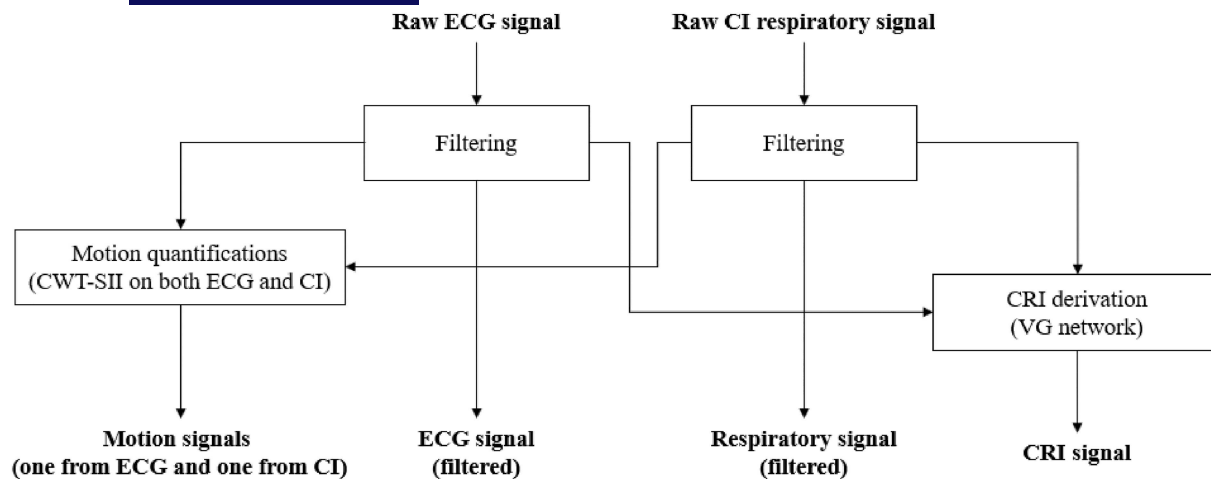 Raw ECG signal
Raw CI respiratory signal
Filtering
Filtering
Motion quantifications
(CWT-SII on both ECG and CI)
CRI derivation
(VG network)
Motion signals
(one from ECG and one from CI)
ECG signal
(filtered)
Respiratory signal
(filtered)
CRI signal